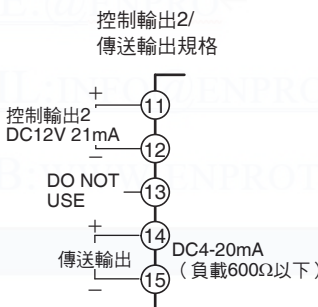 控制輸出2/
傳送輸出規格
+
11
控制輸出2
DC12V 21mA
–
12
DO NOT
USE
13
+
14
傳送輸出
DC4-20mA
(負載600Ω以下)
–
15